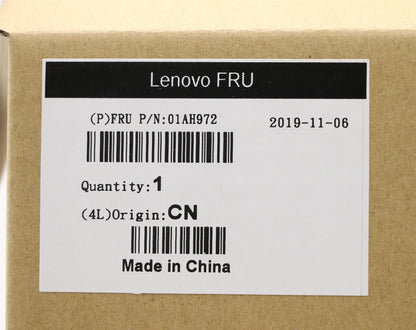 Lenovo FRU
(P)FRU P/N:01AH972 2019-11-06
Quantity:1
(4L)Origin:CN
Made in China